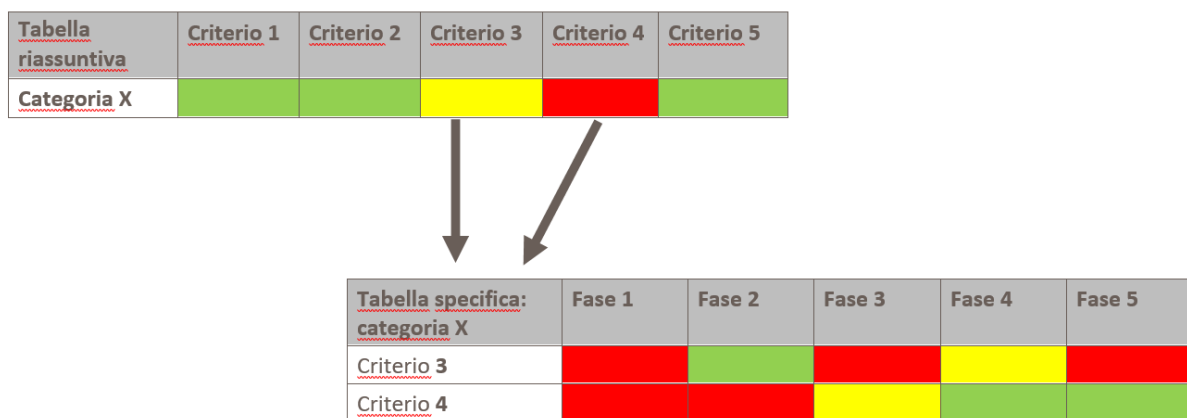 Tabella riassuntiva Criterio 1 Criterio 2 Criterio 3 Criterio 4 Criterio 5
Categoria X
Tabella specifica: categoria X Fase 1 Fase 2 Fase 3 Fase 4 Fase 5
Criterio 3
Criterio 4